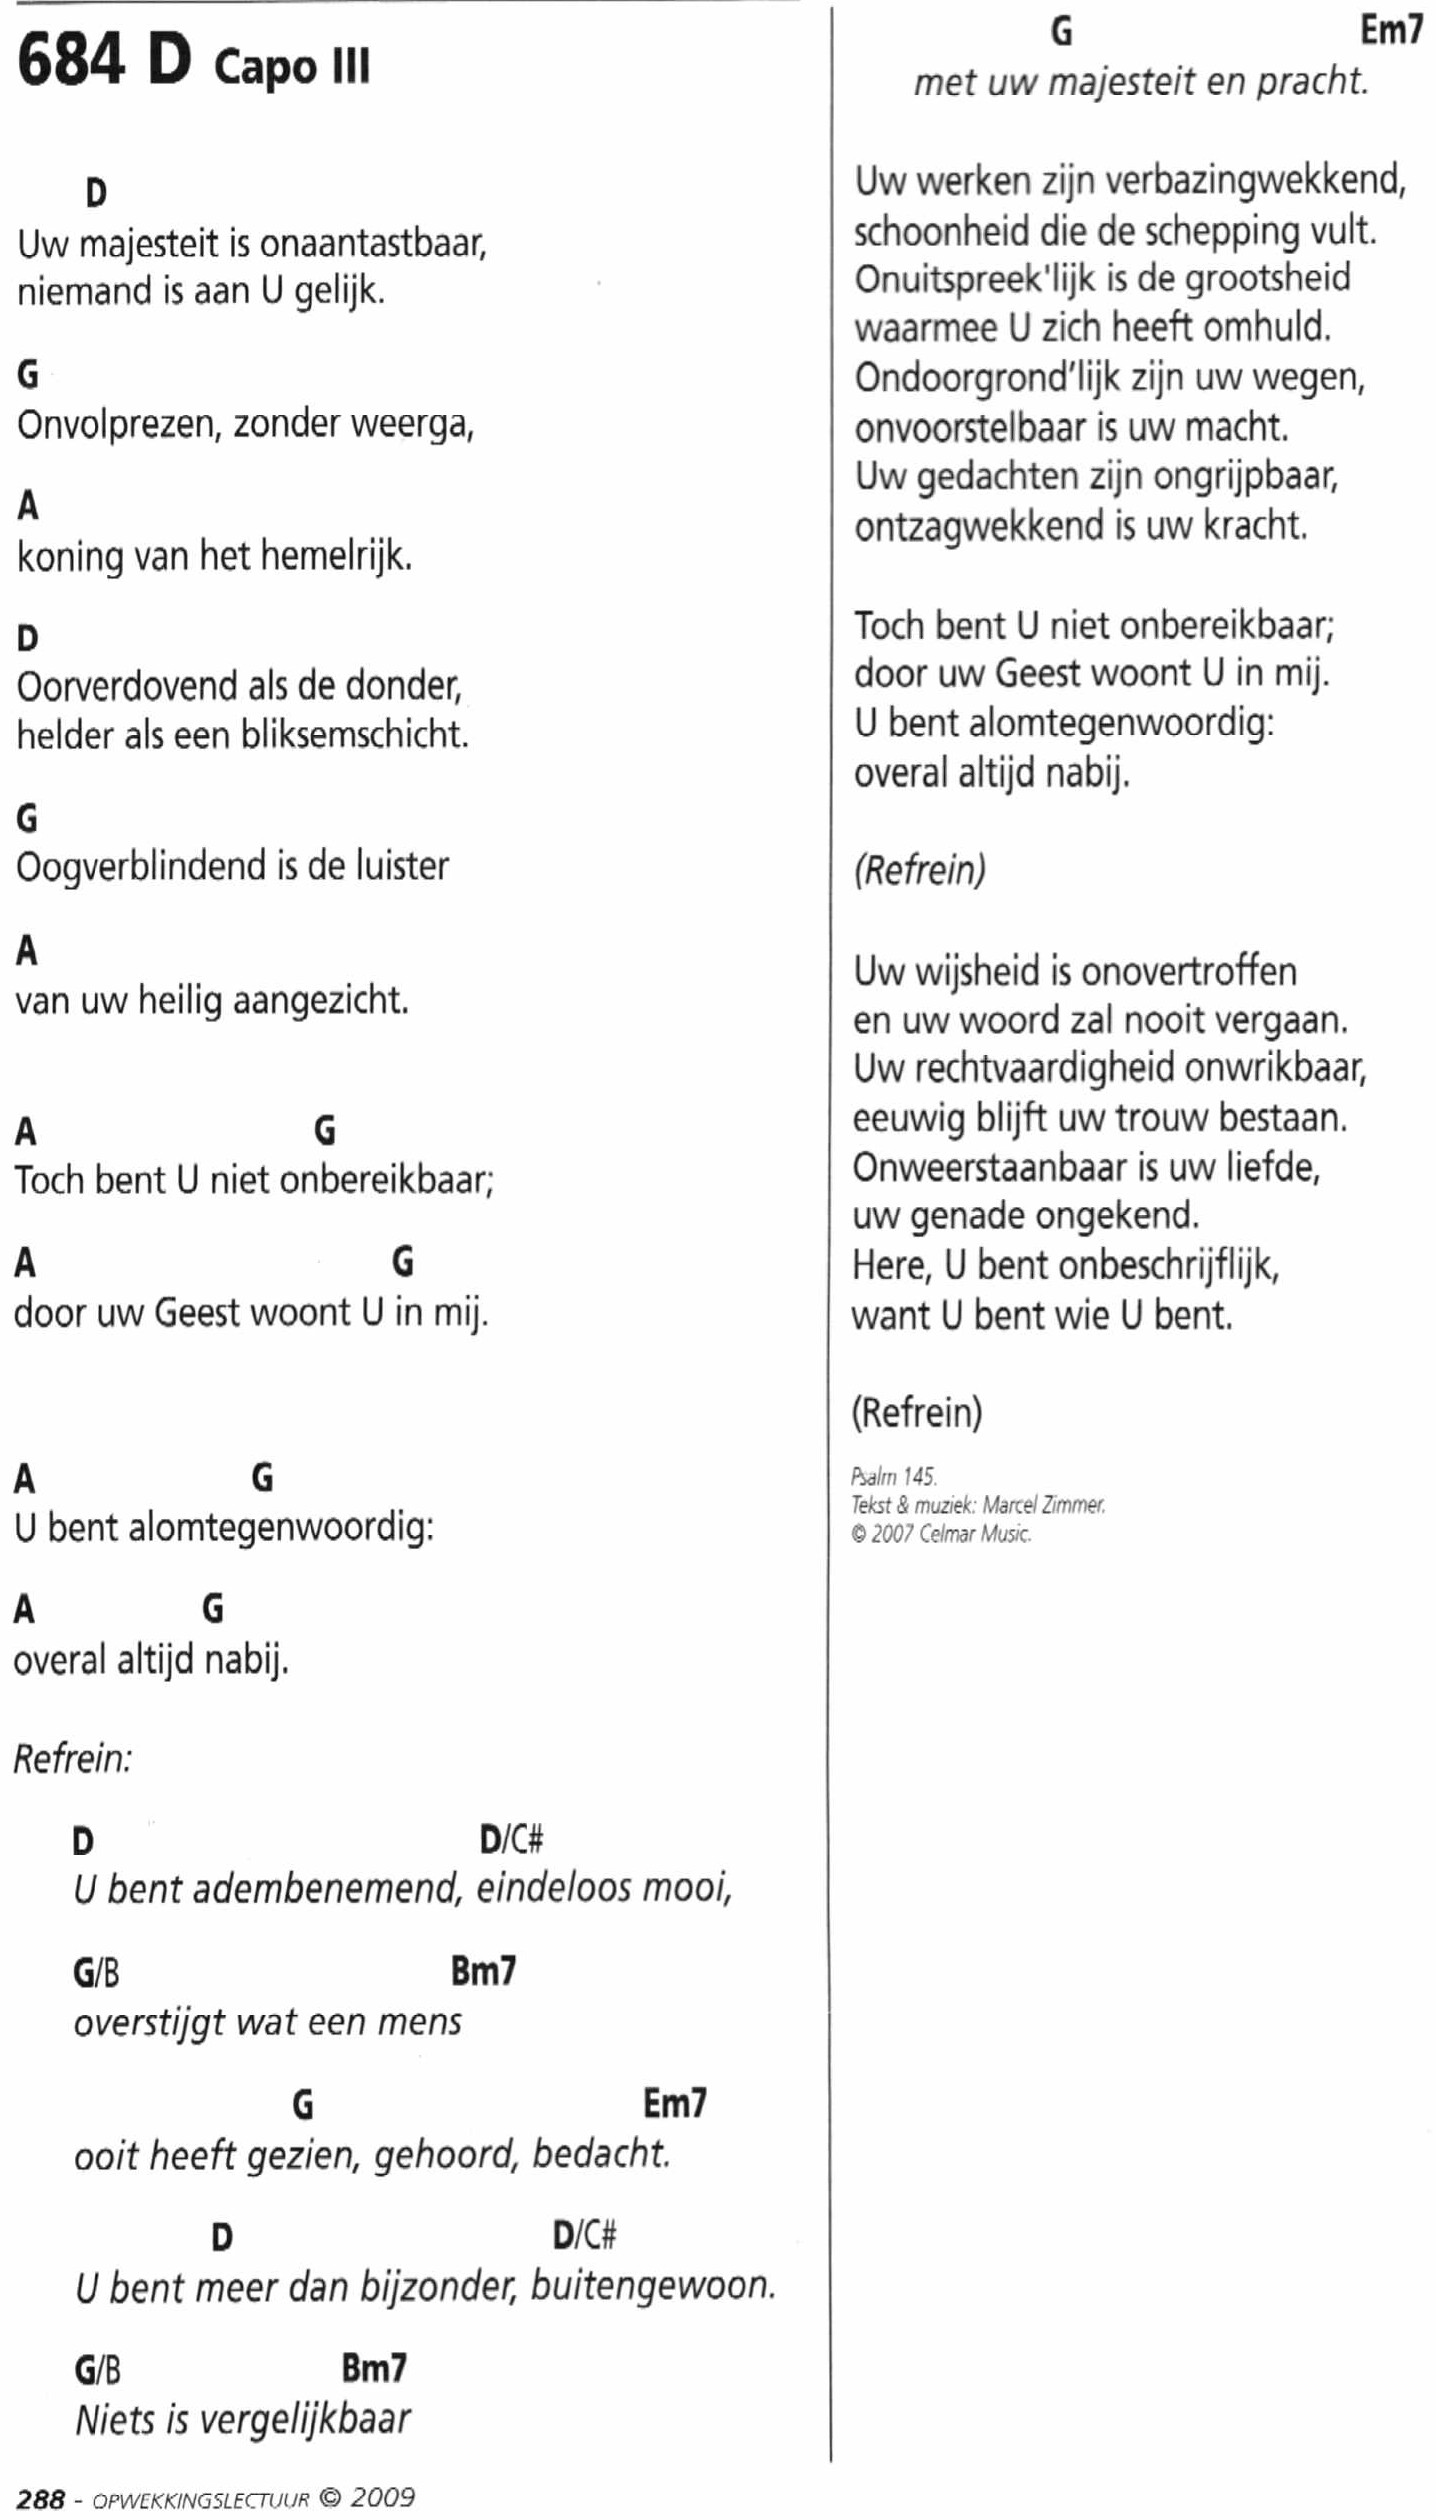 684 D Capo III
D
Uw majesteit is onaantastbaar,
niemand is aan U gelijk.
G
Onvolprezen, zonder weerga,
A
koning van het hemelrijk.
D
Oorverdovend als de donder,
helder als een bliksemschicht.
G
Oogverblindend is de luister
A
van uw heilig aangezicht.
A G
Toch bent U niet onbereikbaar;
A G
door uw Geest woont U in mij.
A G
U bent alomtegenwoordig:
A G
overal altijd nabij.
Refrein:
D D/C#
U bent adembenemend, eindeloos mooi,
G/B Bm7
overstijgt wat een mens
G Em7
ooit heeft gezien, gehoord, bedacht.
D D/C#
U bent meer dan bijzonder, buitengewoon.
G/B Bm7
Niets is vergelijkbaar
288 - OPWEKKINGSLECTUUR © 2009
G Em7
met uw majesteit en pracht.
Uw werken zijn verbazingwekkend,
schoonheid die de schepping vult.
Onuitspreek'lijk is de grootsheid
waarmee U zich heeft omhuld.
Ondoorgrond'lijk zijn uw wegen,
onvoorstelbaar is uw macht.
Uw gedachten zijn ongrijpbaar,
ontzagwekkend is uw kracht.
Toch bent U niet onbereikbaar;
door uw Geest woont U in mij.
U bent alomtegenwoordig:
overal altijd nabij.
(Refrein)
Uw wijsheid is onovertroffen
en uw woord zal nooit vergaan.
Uw rechtvaardigheid onwrikbaar,
eeuwig blijft uw trouw bestaan.
Onweerstaanbaar is uw liefde,
uw genade ongekend.
Here, U bent onbeschrijflijk,
want U bent wie U bent.
(Refrein)
Psalm 145.
Tekst & muziek: Marcel Zimmer.
© 2007 Celmar Music.